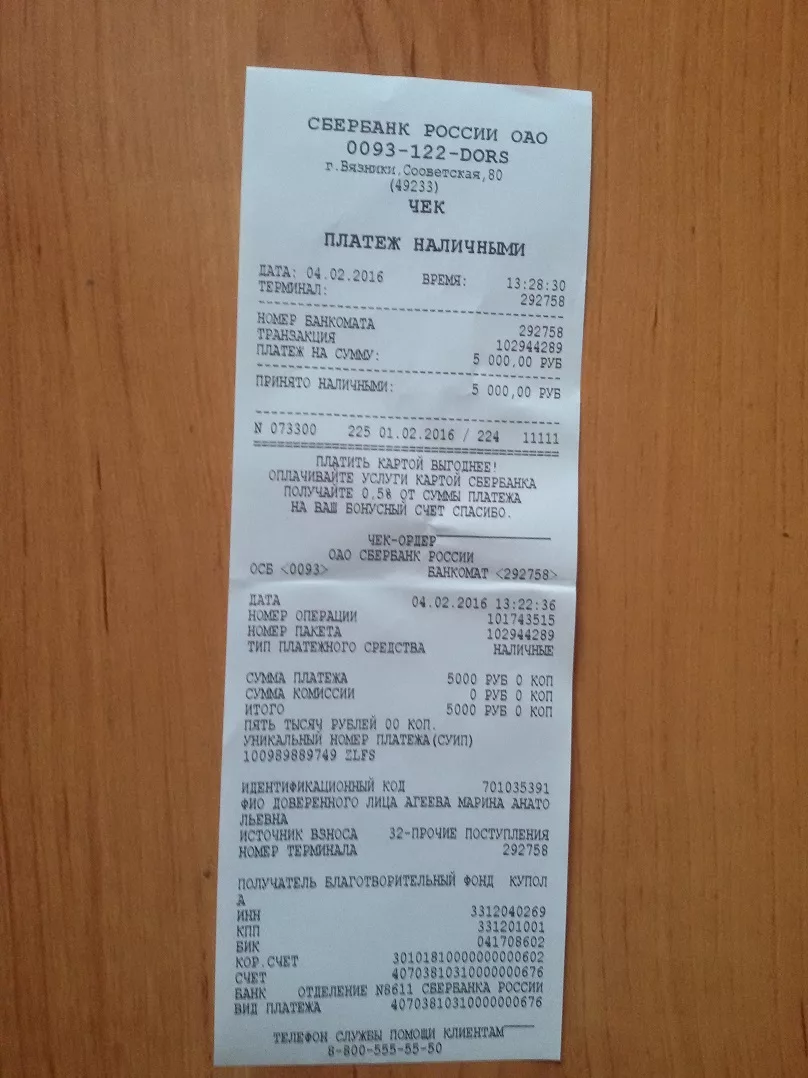 СБЕРБАНК РОССИИ ОАО
0093-122-DORS
г.Вязники,Сооветская,80
(49233)
ЧЕК
ПЛАТЕЖ НАЛИЧНЫМИ
ДАТА: 04.02.2016 ВРЕМЯ: 13:28:30
ТЕРМИНАЛ: 292758
НОМЕР БАНКОМАТА 292758
ТРАНЗАКЦИЯ 102944289
ПЛАТЕЖ НА СУММУ: 5 000,00 РУБ
ПРИНЯТО НАЛИЧНЫМИ: 5 000,00 РУБ
N 073300 225 01.02.2016 / 224 11111
ПЛАТИТЬ КАРТОЙ ВЫГОДНЕЕ!
ОПЛАЧИВАЙТЕ УСЛУГИ КАРТОЙ СБЕРБАНКА
ПОЛУЧАЙТЕ 0,5% ОТ СУММЫ ПЛАТЕЖА
НА ВАШ БОНУСНЫЙ СЧЕТ СПАСИБО.
ЧЕК-ОРДЕР
ОАО СБЕРБАНК РОССИИ
ОСБ <0093> БАНКОМАТ <292758>
ДАТА 04.02.2016 13:22:36
НОМЕР ОПЕРАЦИИ 101743515
НОМЕР ПАКЕТА 102944289
ТИП ПЛАТЕЖНОГО СРЕДСТВА НАЛИЧНЫЕ
СУММА ПЛАТЕЖА 5000 РУБ 0 КОП
СУММА КОМИССИИ 0 РУБ 0 КОП
ИТОГО 5000 РУБ 0 КОП
ПЯТЬ ТЫСЯЧ РУБЛЕЙ 00 КОП.
УНИКАЛЬНЫЙ НОМЕР ПЛАТЕЖА(СУИП)
100989889749 ZLFS
ИДЕНТИФИКАЦИОННЫЙ КОД 701035391
ФИО ДОВЕРЕННОГО ЛИЦА АГЕЕВА МАРИНА АНАТО
ЛЬЕВНА
ИСТОЧНИК ВЗНОСА 32-ПРОЧИЕ ПОСТУПЛЕНИЯ
НОМЕР ТЕРМИНАЛА 292758
ПОЛУЧАТЕЛЬ БЛАГОТВОРИТЕЛЬНЫЙ ФОНД КУПОЛ
А
ИНН 3312040269
КПП 331201001
БИК 041708602
КОР.СЧЕТ 30101810000000000602
СЧЕТ 40703810310000000676
БАНК ОТДЕЛЕНИЕ N8611 СБЕРБАНКА РОССИИ
ВИД ПЛАТЕЖА 40703810310000000676
ТЕЛЕФОН СЛУЖБЫ ПОМОЩИ КЛИЕНТАМ
8-800-555-55-50